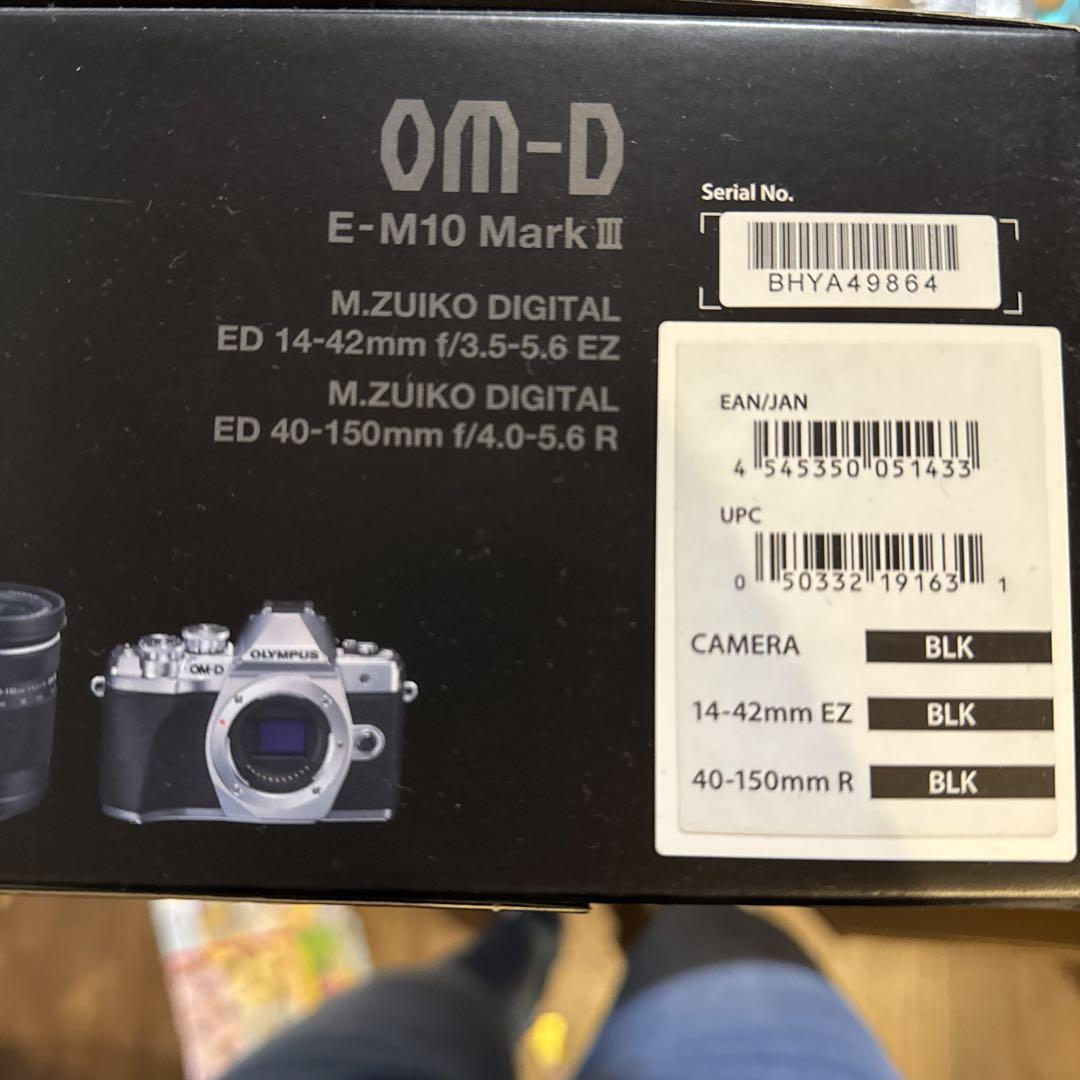 OM-D
E-M10 Mark III
M.ZUIKO DIGITAL
ED 14-42mm f/3.5-5.6 EZ
M.ZUIKO DIGITAL
ED 40-150mm f/4.0-5.6 R
Serial No.
BHYA49864
EAN/JAN
4 545350 051433
UPC
0 50332 19163 1
CAMERA BLK
14-42mm EZ BLK
40-150mm R BLK
OLYMPUS
OM-D